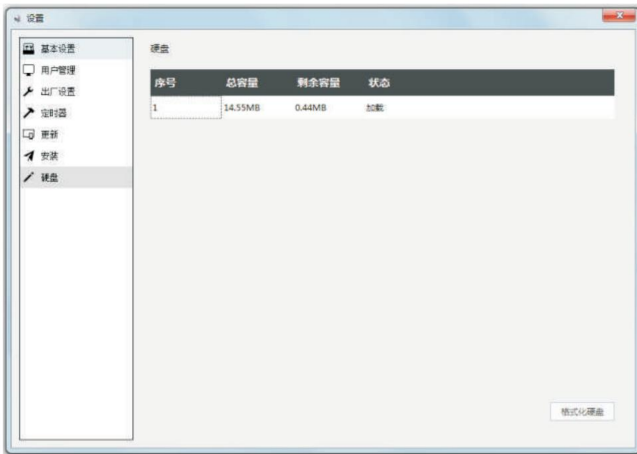 设置
基本设置
用户管理
出厂设置
定时器
更新
安装
硬盘
硬盘
序号 总容量 剩余容量 状态
1 14.55MB 0.44MB 加载
格式化硬盘